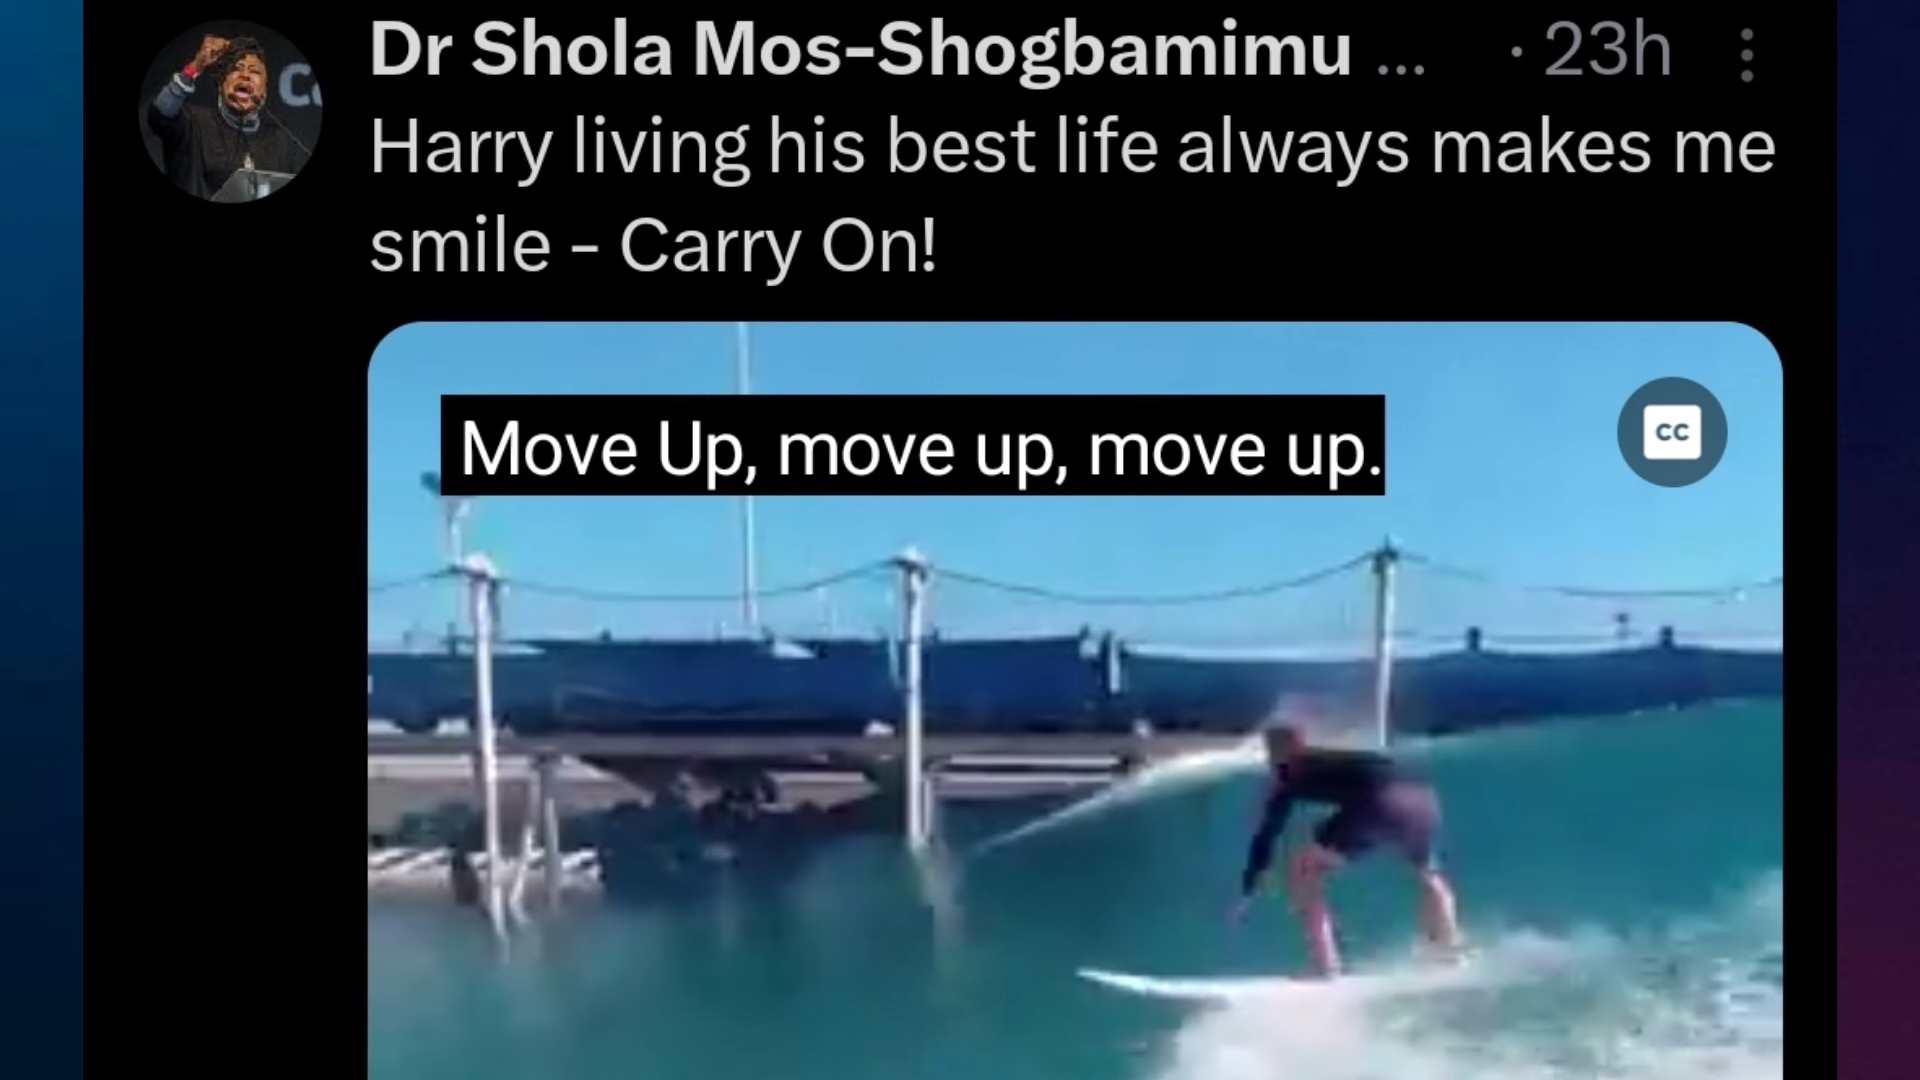 Dr Shola Mos-Shogbamimu ... · 23h
Harry living his best life always makes me
smile - Carry On!
Move Up, move up, move up.
CC